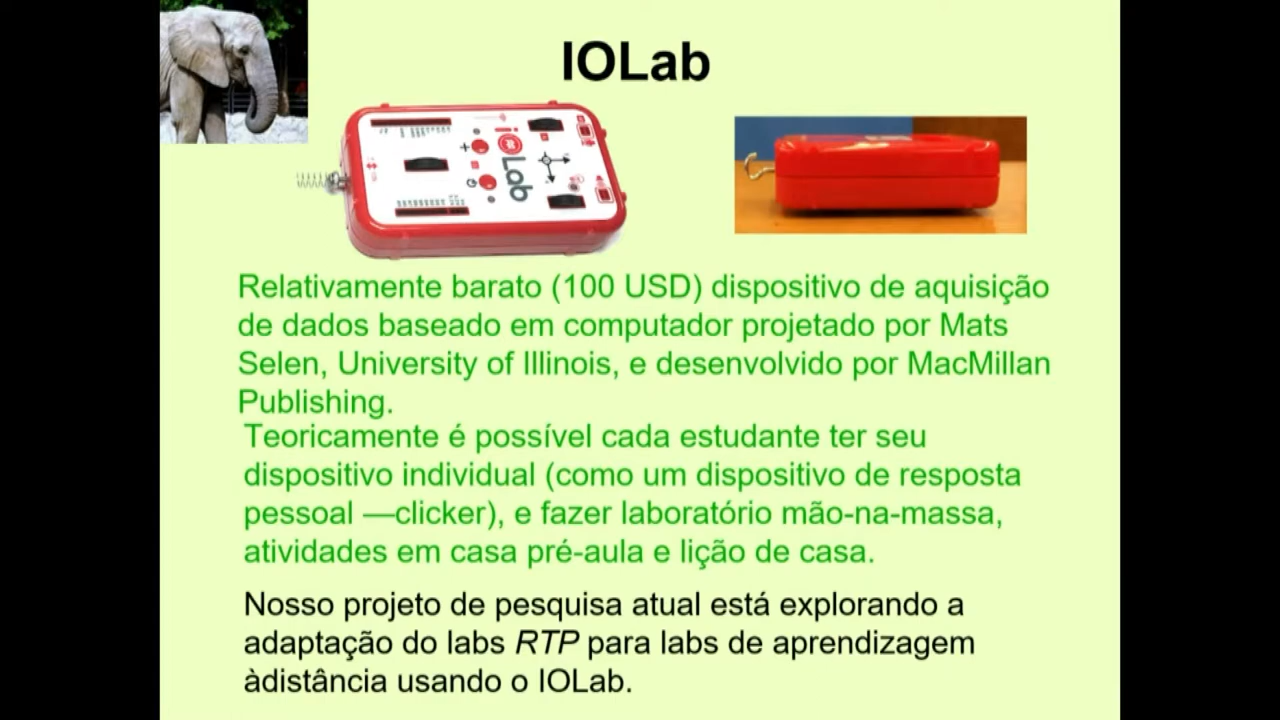 IOLab
Lab
Relativamente barato (100 USD) dispositivo de aquisição
de dados baseado em computador projetado por Mats
Selen, University of Illinois, e desenvolvido por MacMillan
Publishing.
Teoricamente é possível cada estudante ter seu
dispositivo individual (como um dispositivo de resposta
pessoal —clicker), e fazer laboratório mão-na-massa,
atividades em casa pré-aula e lição de casa.
Nosso projeto de pesquisa atual está explorando a
adaptação do labs RTP para labs de aprendizagem
àdistância usando o IOLab.